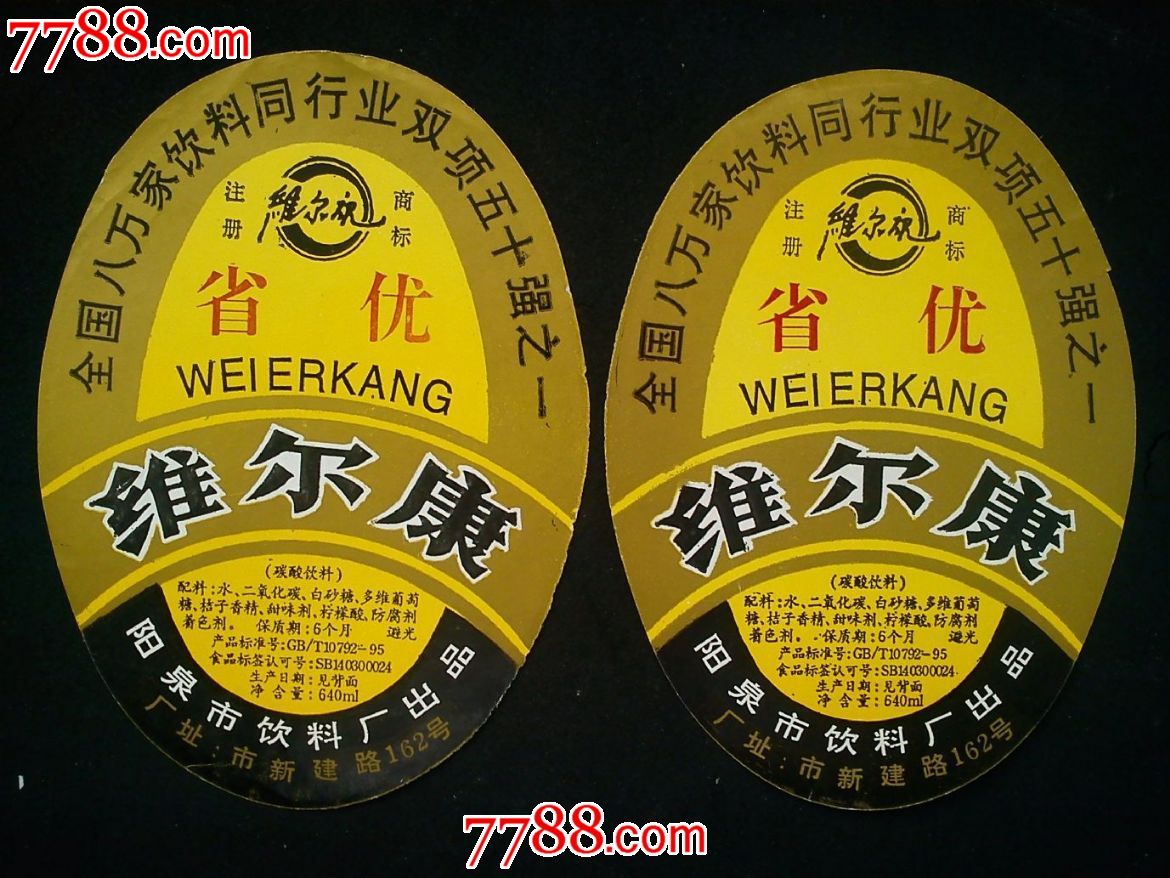 7788.com
全国八万家饮料同行业双项五十强之一
注册
維尔康
商标
省优
WEIERKANG
维尔康
(碳酸饮料)
配料:水、二氧化碳、白砂糖、多维葡萄
糖、桔子香精、甜味剂、柠檬酸、防腐剂
着色剂。 保质期:6个月 避光
产品标准号:GB/T10792-95
食品标签认可号:SB140300024
生产日期:见背面
净含量:640ml
阳泉市饮料厂出品
厂址:市新建路162号
全国八万家饮料同行业双项五十强之一
注册
維尔康
商标
省优
WEIERKANG
维尔康
(碳酸饮料)
配料:水、二氧化碳、白砂糖、多维葡萄
糖、桔子香精、甜味剂、柠檬酸、防腐剂
着色剂。 保质期:6个月 避光
产品标准号:GB/T10792-95
食品标签认可号:SB140300024
生产日期:见背面
净含量:640ml
阳泉市饮料厂出品
厂址:市新建路162号
7788.com